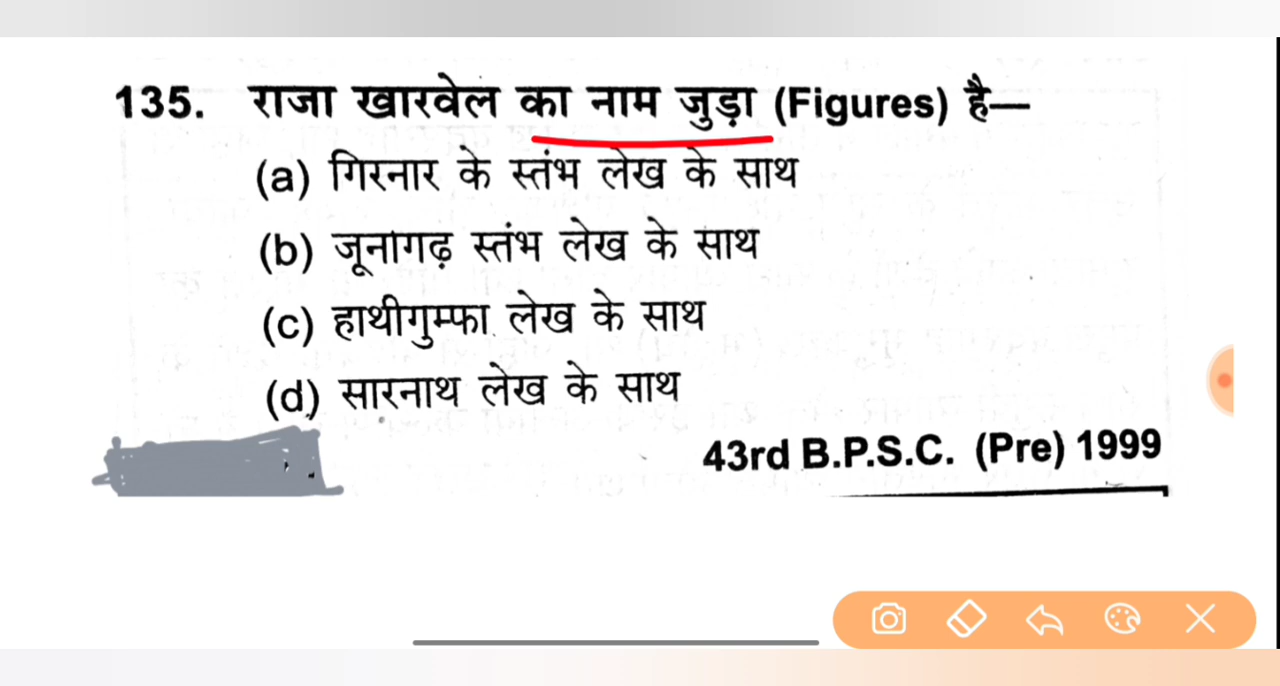 135. राजा खारवेल का नाम जुड़ा (Figures) है—
(a) गिरनार के स्तंभ लेख के साथ
(b) जूनागढ़ स्तंभ लेख के साथ
(c) हाथीगुम्फा लेख के साथ
(d) सारनाथ लेख के साथ
43rd B.P.S.C. (Pre) 1999